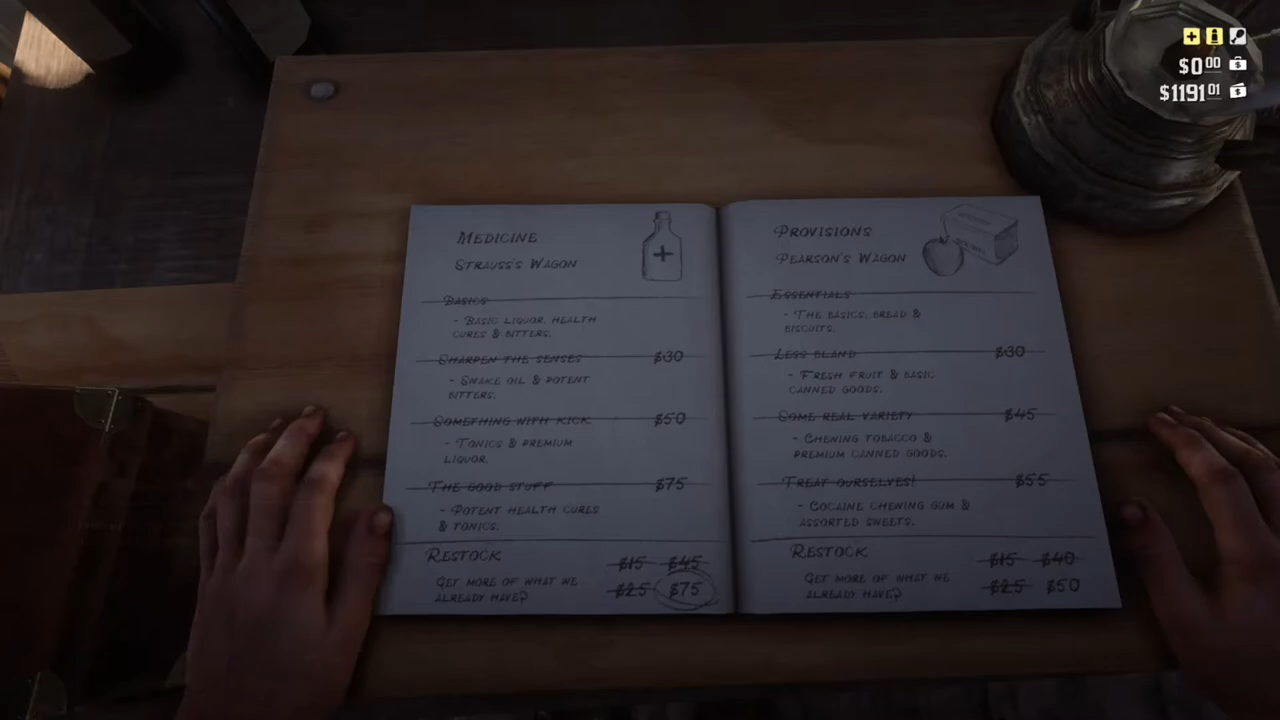 $0.00
$1191.01
MEDICINE
STRAUSS'S WAGON
BASICS
- BASIC LIQUOR, HEALTH
CURES & BITTERS.
SHARPEN THE SENSES $30
- SNAKE OIL & POTENT
BITTERS.
SOMETHING WITH KICK $50
- TONICS & PREMIUM
LIQUOR.
THE GOOD STUFF $75
- POTENT HEALTH CURES
& TONICS.
RESTOCK $15 $45
GET MORE OF WHAT WE
ALREADY HAVE? $25 $75
PROVISIONS
PEARSON'S WAGON
ESSENTIALS
- THE BASICS, BREAD &
BISCUITS.
LESS BLAND $30
- FRESH FRUIT & BASIC
CANNED GOODS.
SOME REAL VARIETY $45
- CHEWING TOBACCO &
PREMIUM CANNED GOODS.
TREAT OURSELVES! $55
- COCAINE CHEWING GUM &
ASSORTED SWEETS.
RESTOCK $15 $40
GET MORE OF WHAT WE
ALREADY HAVE? $25 $50